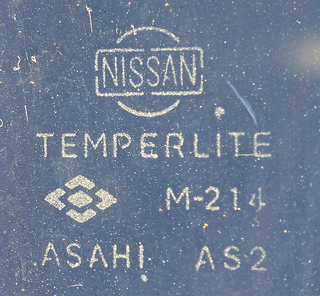 NISSAN
TEMPERLITE
M-214
ASAHI AS2